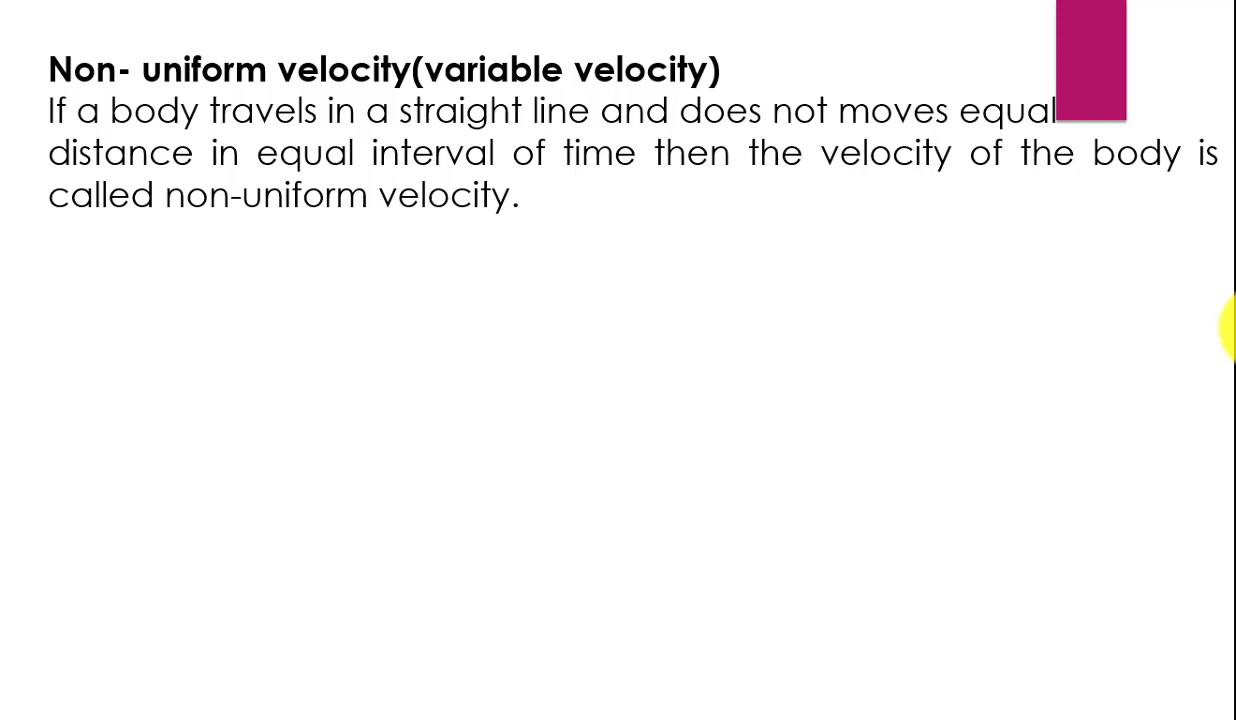 Non- uniform velocity(variable velocity)
If a body travels in a straight line and does not moves equal
distance in equal interval of time then the velocity of the body is
called non-uniform velocity.